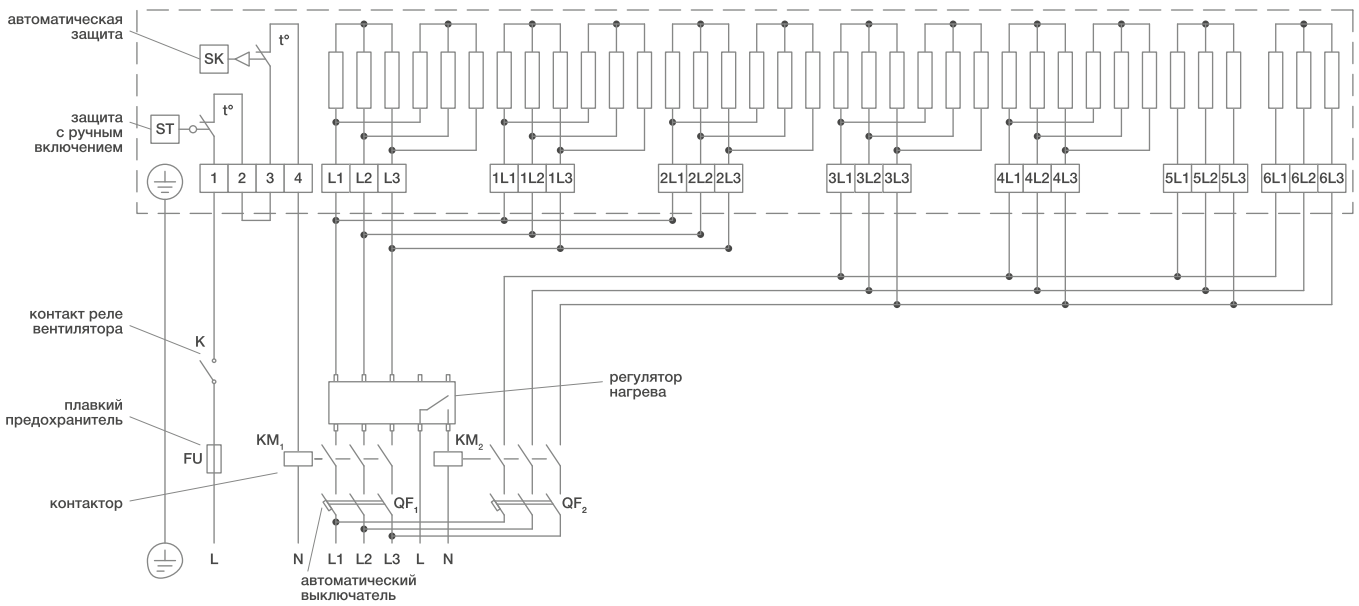 автоматическая
защита
SK
t°
защита
с ручным
включением
ST
t°
1 2 3 4 L1 L2 L3 1L1 1L2 1L3 2L1 2L2 2L3 3L1 3L2 3L3 4L1 4L2 4L3 5L1 5L2 5L3 6L1 6L2 6L3
контакт реле
вентилятора
K
регулятор
нагрева
плавкий
предохранитель
FU
KM1
KM2
контактор
QF1
QF2
L N L1 L2 L3 L N
автоматический
выключатель